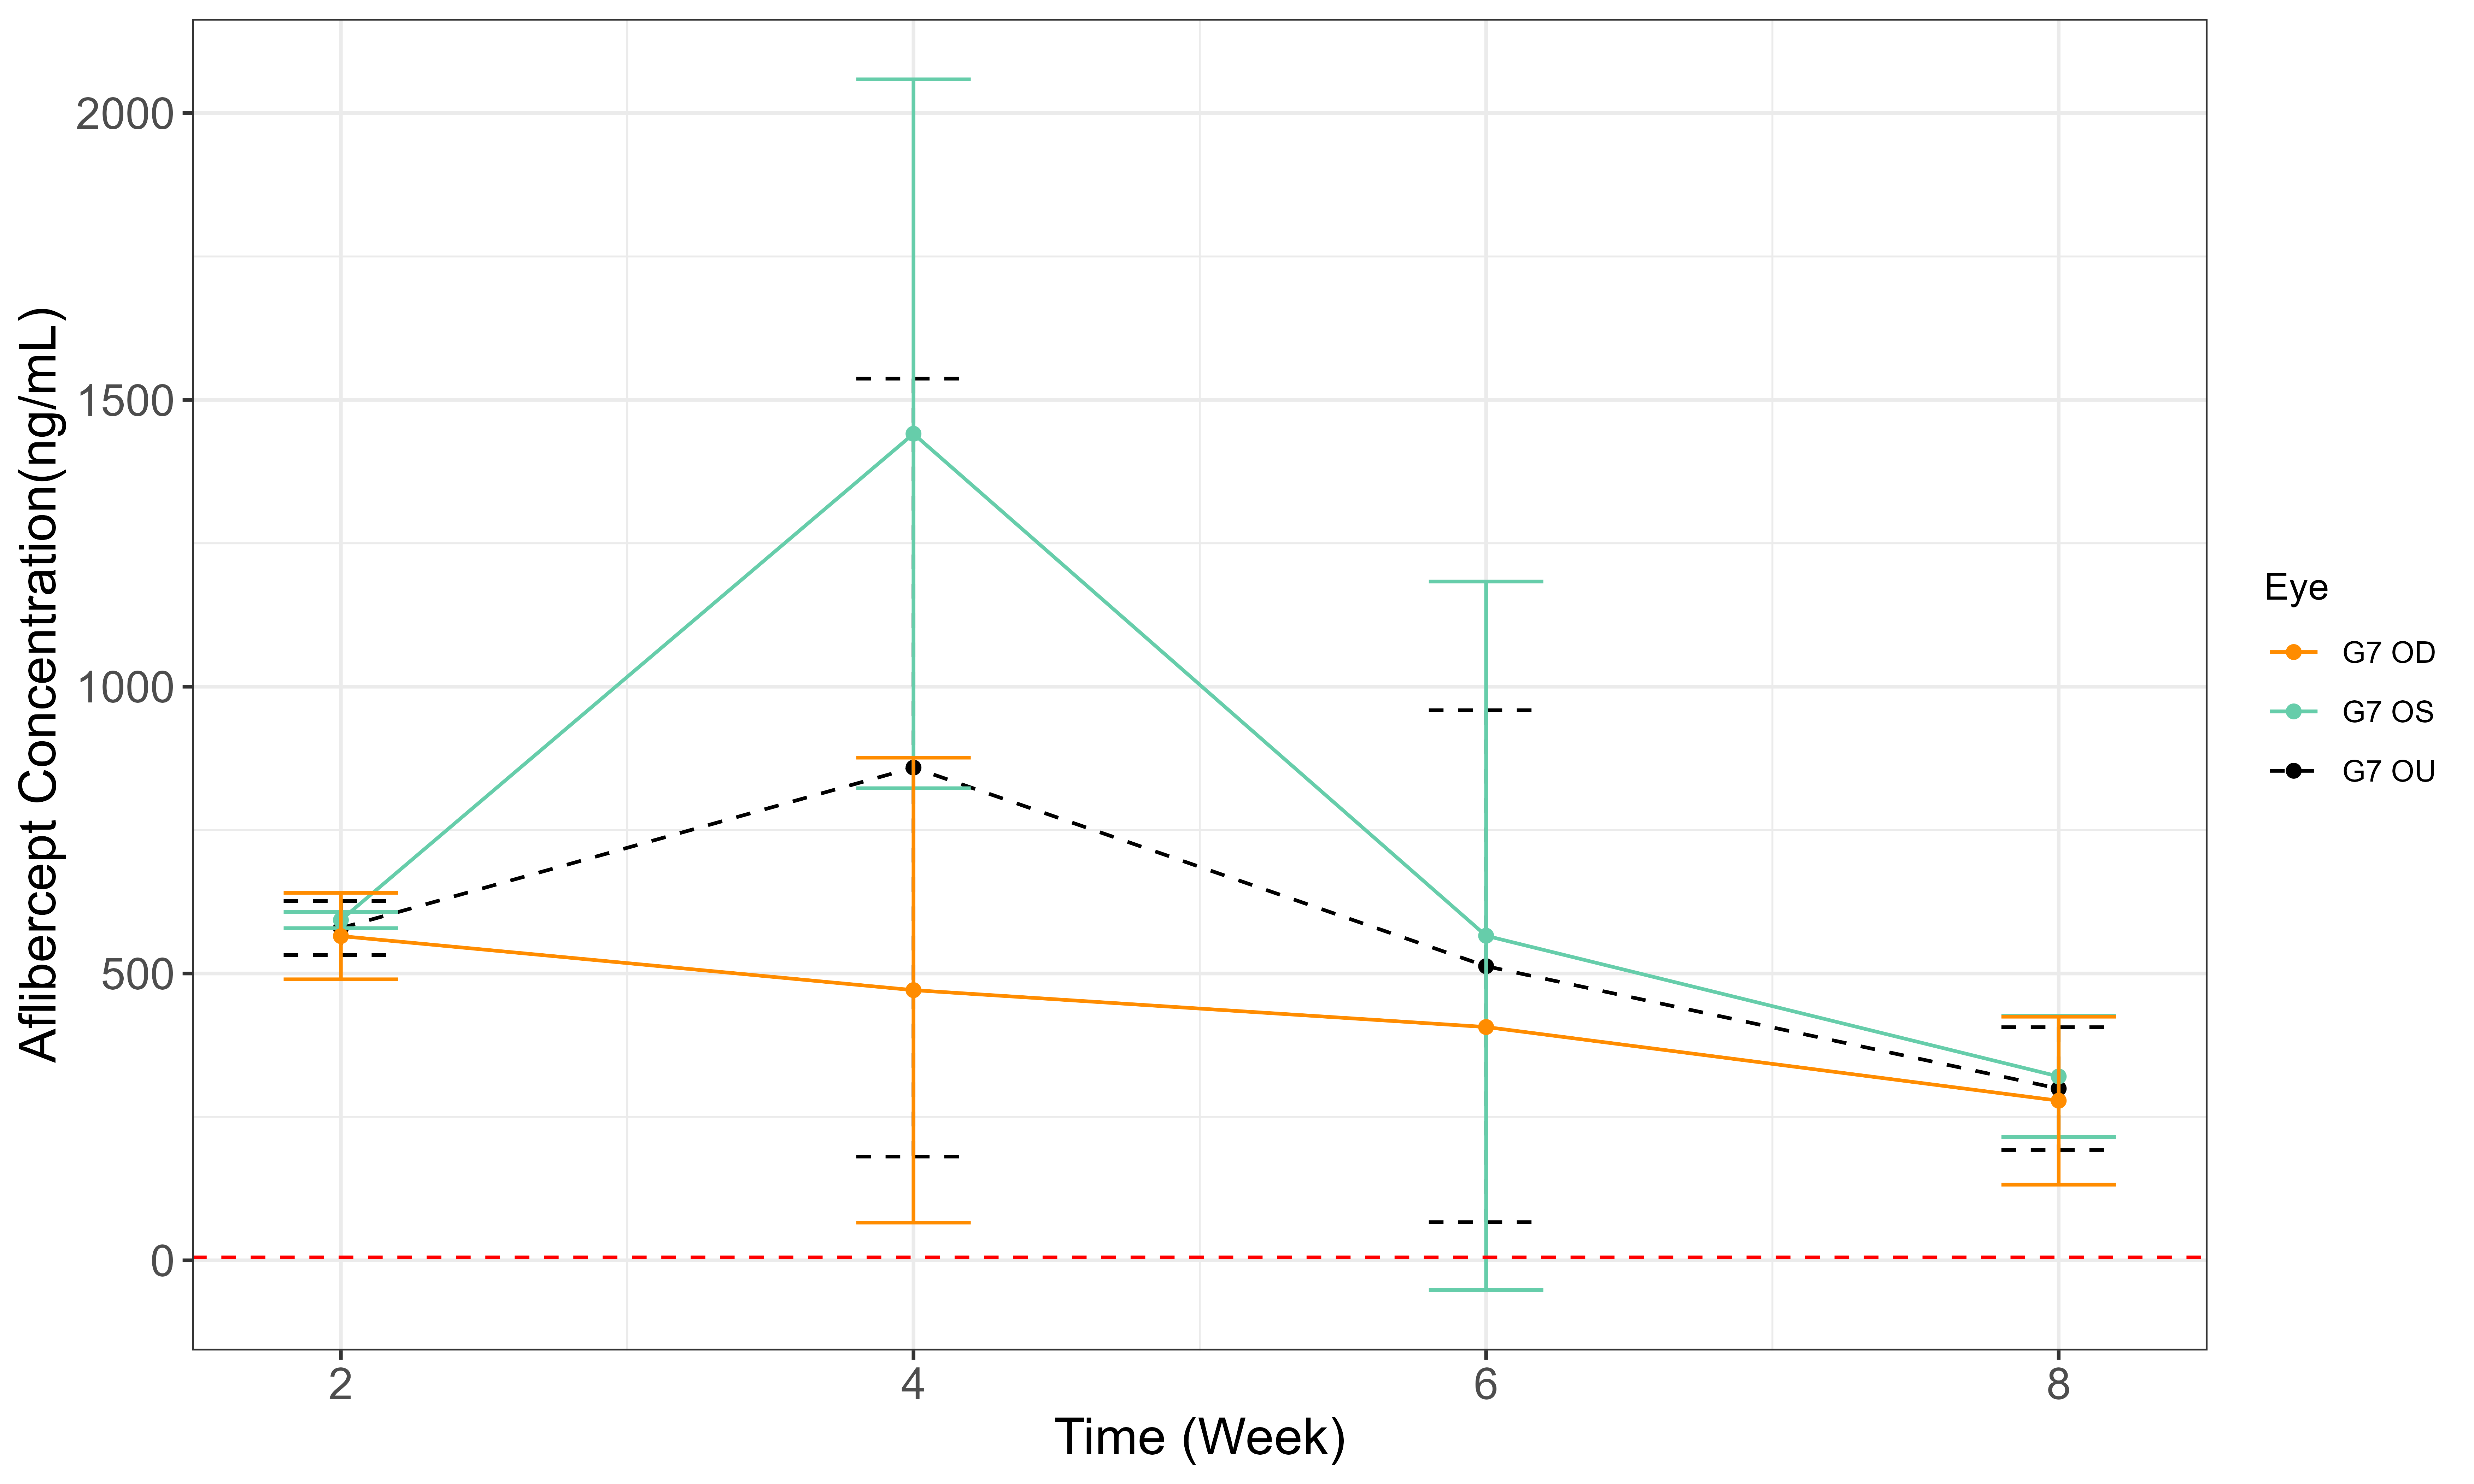 Aflibercept Concentration(ng/mL)
2000
1500
1000
500
0
2 4 6 8
Time (Week)
Eye
G7 OD
G7 OS
G7 OU